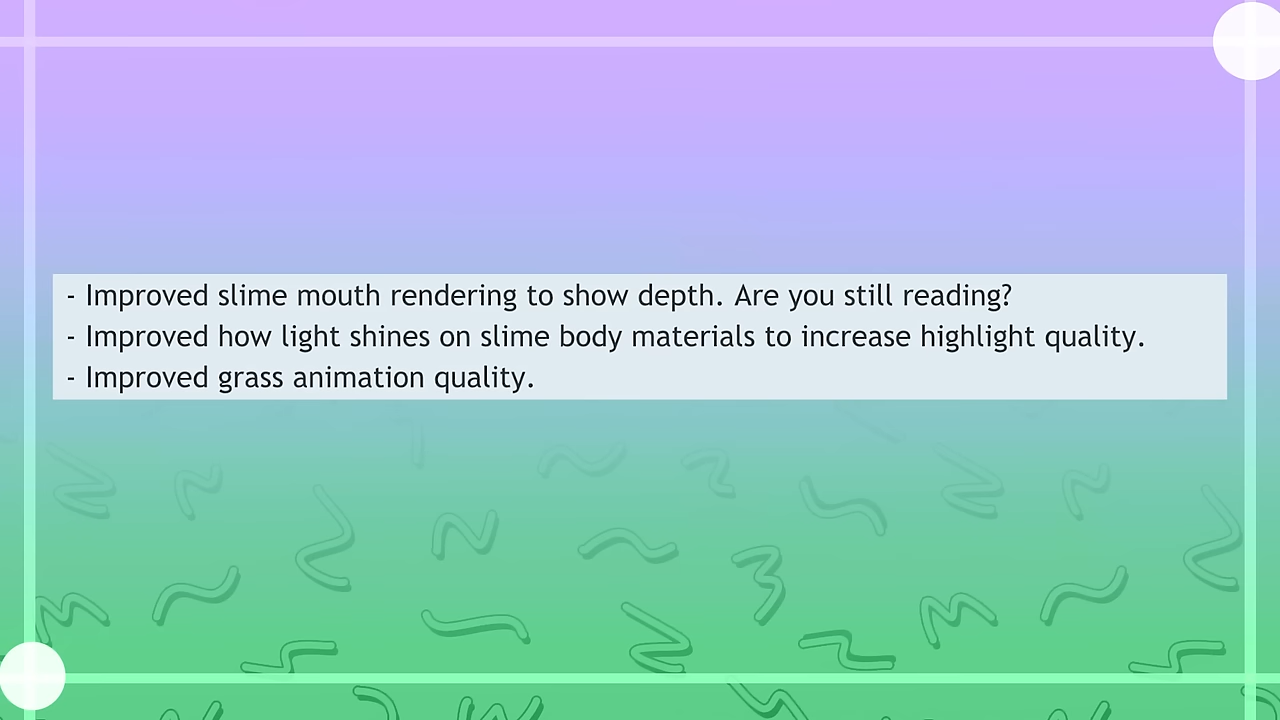 - Improved slime mouth rendering to show depth. Are you still reading?
- Improved how light shines on slime body materials to increase highlight quality.
- Improved grass animation quality.